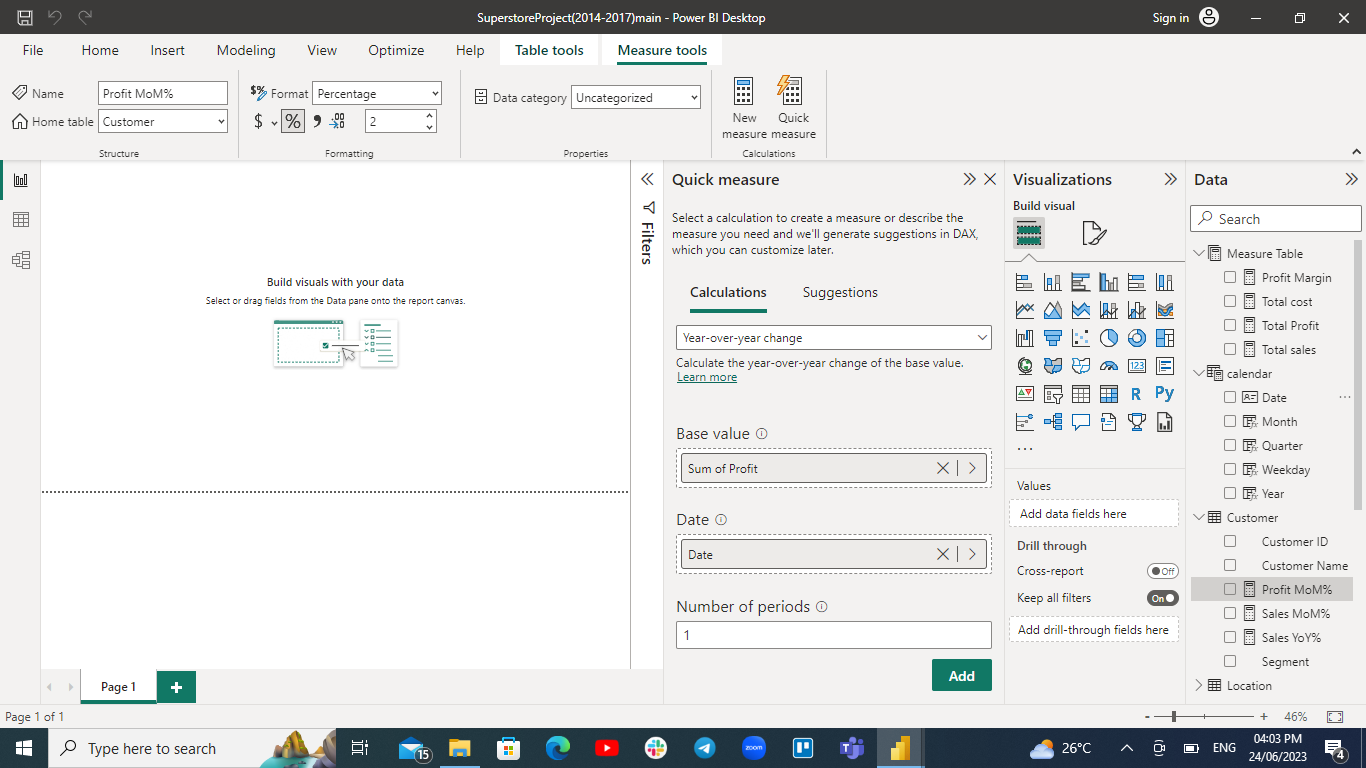 SuperstoreProject(2014-2017)main - Power BI Desktop
Sign in
File Home Insert Modeling View Optimize Help Table tools Measure tools
Name Profit MoM%
Home table Customer
Structure
Format Percentage
$ % 2
Formatting
Data category Uncategorized
Properties
New measure
Quick measure
Calculations
Build visuals with your data
Select or drag fields from the Data pane onto the report canvas.
Filters
Quick measure
Select a calculation to create a measure or describe the
measure you need and we'll generate suggestions in DAX,
which you can customize later.
Calculations Suggestions
Year-over-year change
Calculate the year-over-year change of the base value.
Learn more
Base value
Sum of Profit
Date
Date
Number of periods
1
Add
Visualizations
Build visual
123
R Py
...
Values
Add data fields here
Drill through
Cross-report Off
Keep all filters On
Add drill-through fields here
Data
Search
Measure Table
Profit Margin
Total cost
Total Profit
Total sales
calendar
Date ...
Month
Quarter
Weekday
Year
Customer
Customer ID
Customer Name
Profit MoM%
Sales MoM%
Sales YoY%
Segment
Location
Page 1 +
Page 1 of 1
- + 46%
Type here to search
15
zoom
26°C
ENG
04:03 PM
24/06/2023
4